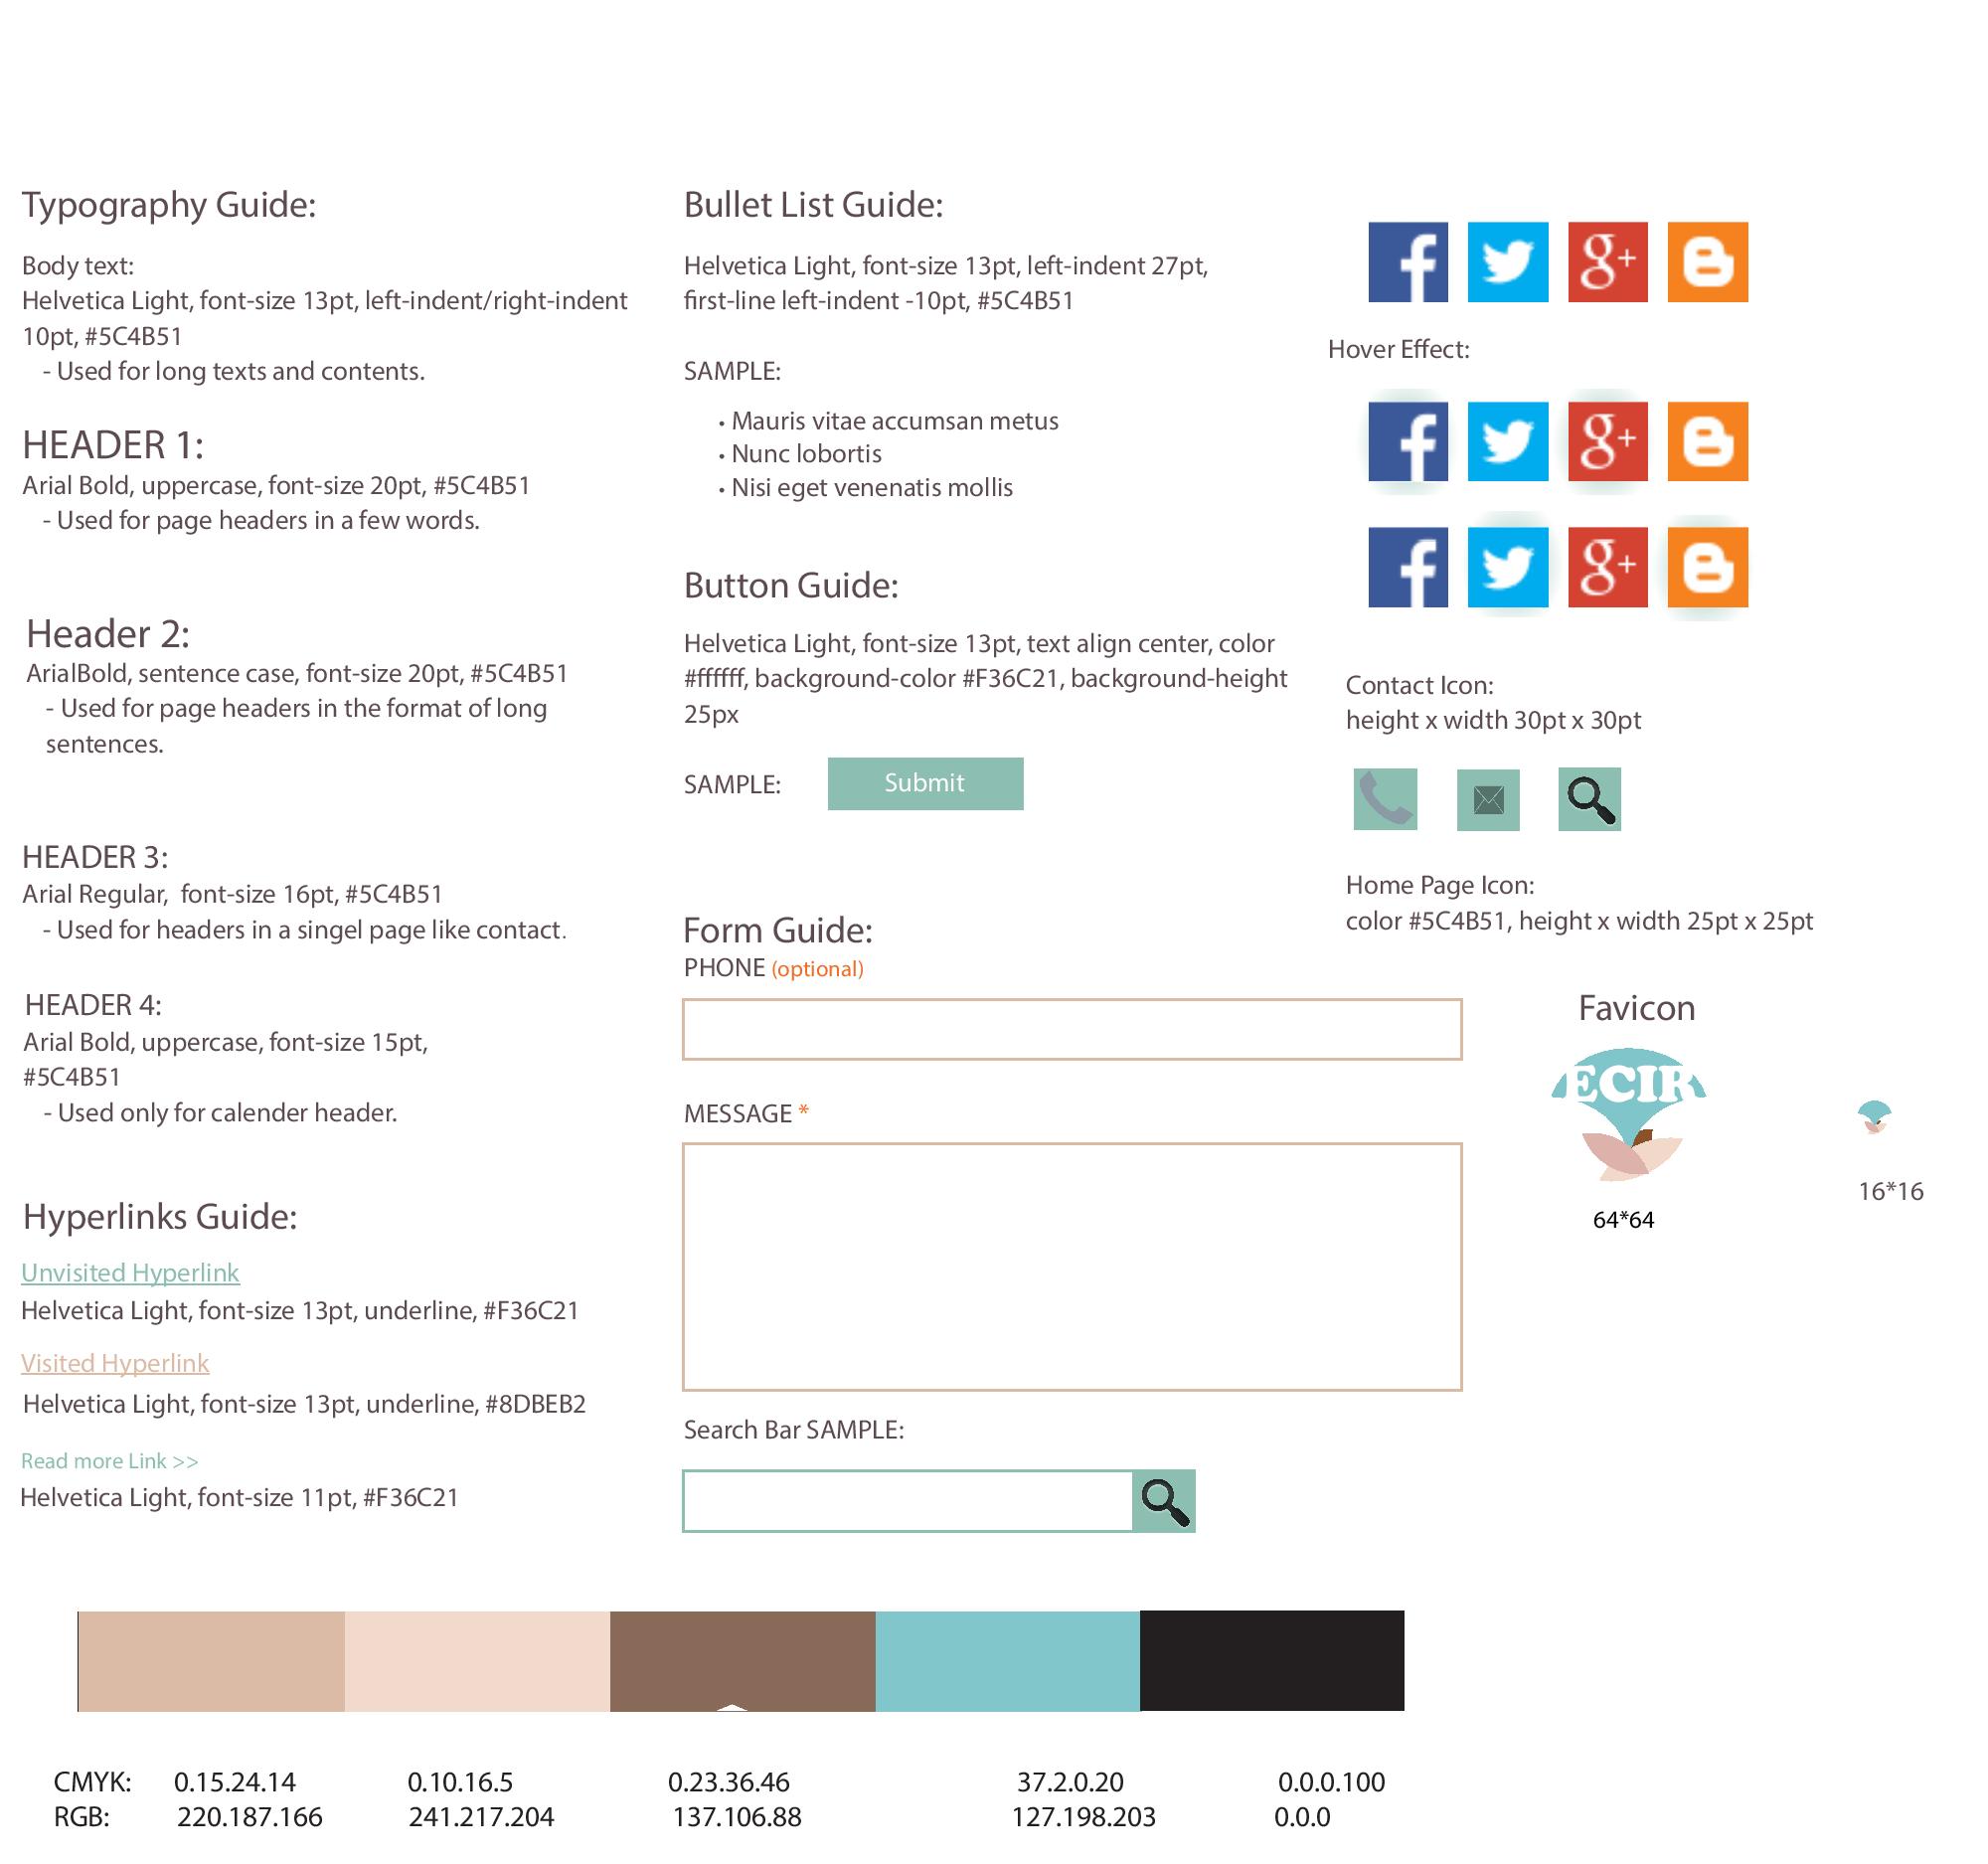 Typography Guide:
Body text:
Helvetica Light, font-size 13pt, left-indent/right-indent
10pt, #5C4B51
- Used for long texts and contents.
HEADER 1:
Arial Bold, uppercase, font-size 20pt, #5C4B51
- Used for page headers in a few words.
Header 2:
ArialBold, sentence case, font-size 20pt, #5C4B51
- Used for page headers in the format of long
sentences.
HEADER 3:
Arial Regular,  font-size 16pt, #5C4B51
- Used for headers in a singel page like contact.
HEADER 4:
Arial Bold, uppercase, font-size 15pt,
#5C4B51
- Used only for calender header.
Hyperlinks Guide:
Unvisited Hyperlink
Helvetica Light, font-size 13pt, underline, #F36C21
Visited Hyperlink
Helvetica Light, font-size 13pt, underline, #8DBEB2
Read more Link >>
Helvetica Light, font-size 11pt, #F36C21
Bullet List Guide:
Helvetica Light, font-size 13pt, left-indent 27pt,
first-line left-indent -10pt, #5C4B51
SAMPLE:
• Mauris vitae accumsan metus
• Nunc lobortis
• Nisi eget venenatis mollis
Button Guide:
Helvetica Light, font-size 13pt, text align center, color
#ffffff, background-color #F36C21, background-height
25px
SAMPLE: Submit
Form Guide:
PHONE (optional)
MESSAGE *
Search Bar SAMPLE:
f g+ B
Hover Effect:
f g+ B
f g+ B
Contact Icon:
height x width 30pt x 30pt
Home Page Icon:
color #5C4B51, height x width 25pt x 25pt
Favicon
ECIR
64*64
16*16
CMYK: 0.15.24.14 0.10.16.5 0.23.36.46 37.2.0.20 0.0.0.100
RGB: 220.187.166 241.217.204 137.106.88 127.198.203 0.0.0